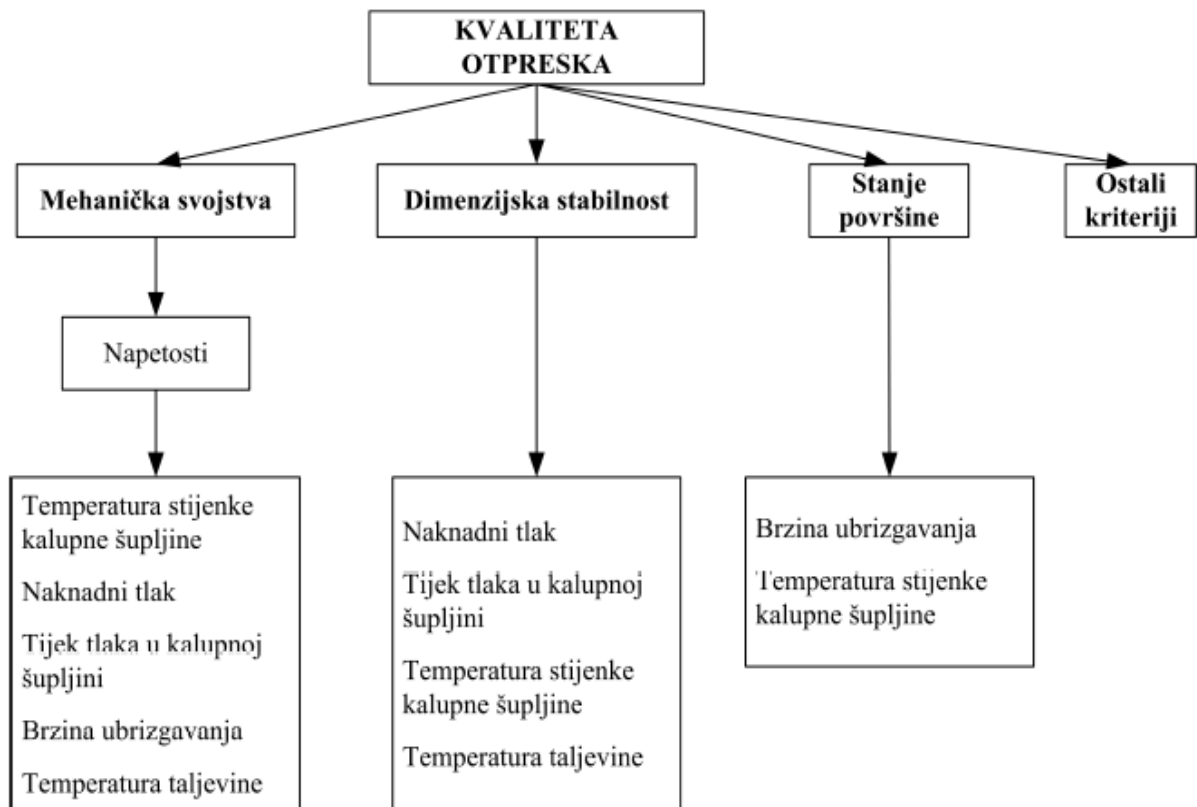 KVALITETA
OTPRESKA
Mehanička svojstva
Dimenzijska stabilnost
Stanje
površine
Ostali
kriteriji
Napetosti
Temperatura stijenke
kalupne šupljine
Naknadni tlak
Tijek tlaka u kalupnoj
šupljini
Brzina ubrizgavanja
Temperatura taljevine
Naknadni tlak
Tijek tlaka u kalupnoj
šupljini
Temperatura stijenke
kalupne šupljine
Temperatura taljevine
Brzina ubrizgavanja
Temperatura stijenke
kalupne šupljine